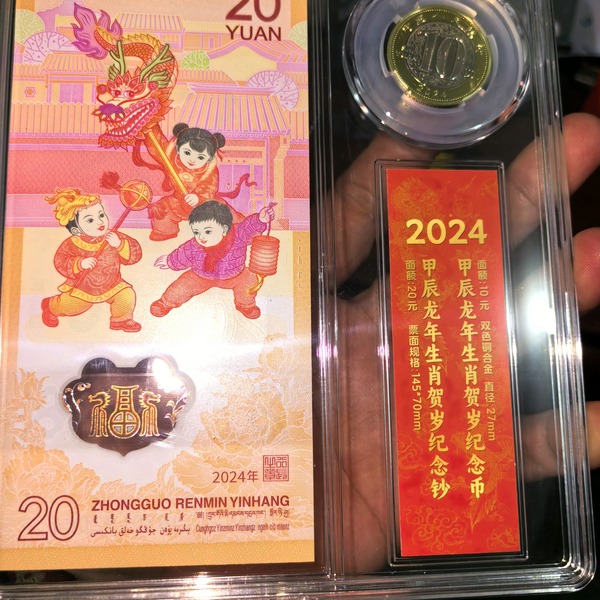 20
YUAN
福
2024年
20
ZHONGGUO RENMIN YINHANG
10
2024
面额:10元 双色铜合金 直径:27mm
甲辰龙年生肖贺岁纪念币
甲辰龙年生肖贺岁纪念钞
面额:20元 票面规格:145*70mm